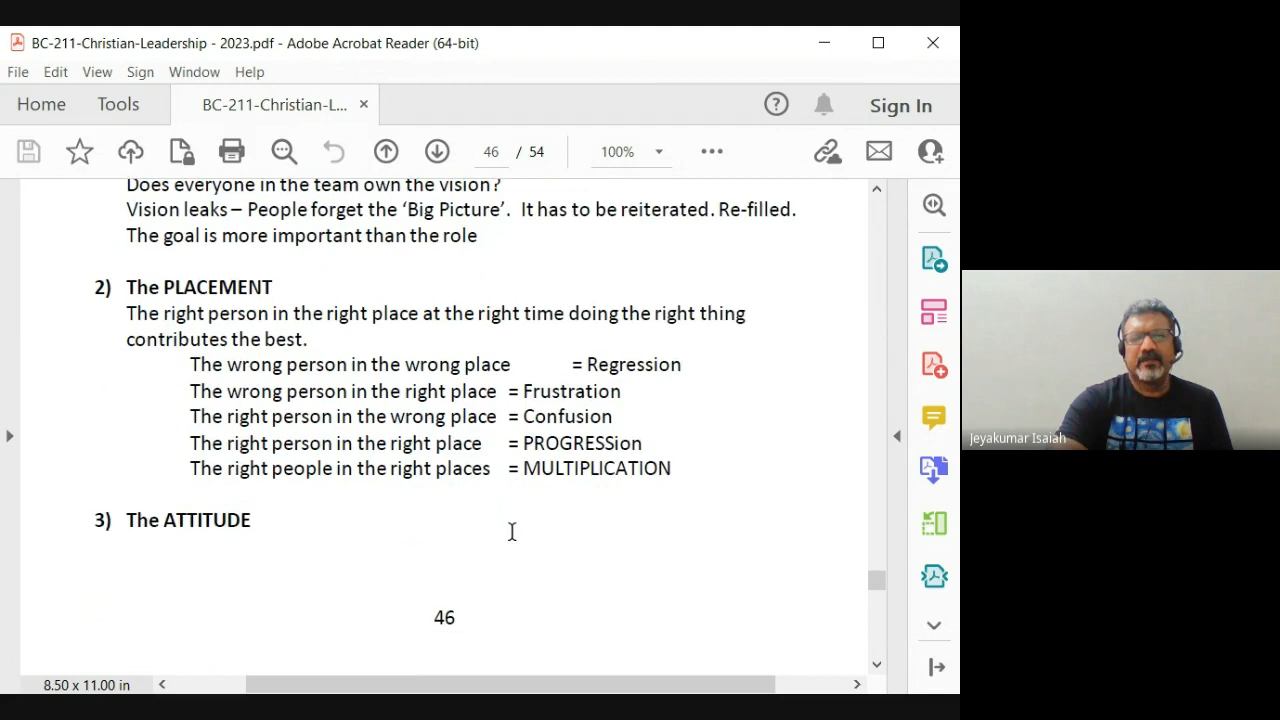 BC-211-Christian-Leadership - 2023.pdf - Adobe Acrobat Reader (64-bit)
File Edit View Sign Window Help
Home Tools BC-211-Christian-L... × Sign In
46 / 54 100%
Does everyone in the team own the vision?
Vision leaks – People forget the ‘Big Picture’. It has to be reiterated. Re-filled.
The goal is more important than the role
2) The PLACEMENT
The right person in the right place at the right time doing the right thing
contributes the best.
The wrong person in the wrong place = Regression
The wrong person in the right place = Frustration
The right person in the wrong place = Confusion
The right person in the right place = PROGRESSion
The right people in the right places = MULTIPLICATION
3) The ATTITUDE
46
8.50 x 11.00 in
Jeyakumar Isaiah